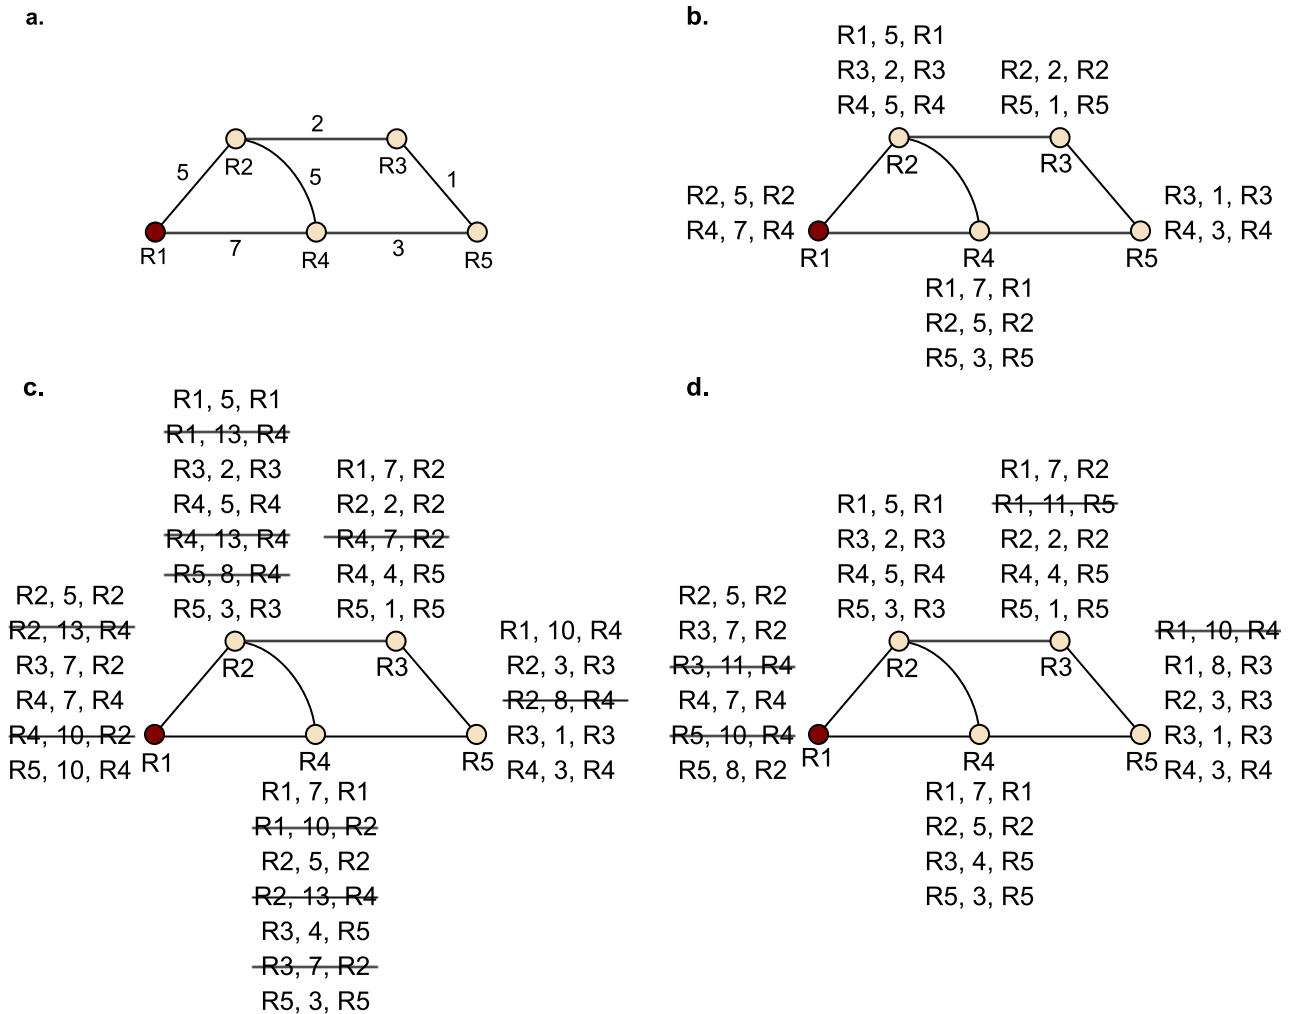 a.
2
R2
R3
5
5
1
R1
7
R4
3
R5
b.
R1, 5, R1
R3, 2, R3
R4, 5, R4
R2, 2, R2
R5, 1, R5
R2
R3
R2, 5, R2
R4, 7, R4
R3, 1, R3
R4, 3, R4
R1
R4
R5
R1, 7, R1
R2, 5, R2
R5, 3, R5
c.
R1, 5, R1
R1, 13, R4
R3, 2, R3
R4, 5, R4
R4, 13, R4
R5, 8, R4
R5, 3, R3
R1, 7, R2
R2, 2, R2
R4, 7, R2
R4, 4, R5
R5, 1, R5
R2, 5, R2
R2, 13, R4
R3, 7, R2
R4, 7, R4
R4, 10, R2
R5, 10, R4
R2
R3
R1, 10, R4
R2, 3, R3
R2, 8, R4
R3, 1, R3
R4, 3, R4
R1
R4
R5
R1, 7, R1
R1, 10, R2
R2, 5, R2
R2, 13, R4
R3, 4, R5
R3, 7, R2
R5, 3, R5
d.
R1, 5, R1
R3, 2, R3
R4, 5, R4
R5, 3, R3
R1, 7, R2
R1, 11, R5
R2, 2, R2
R4, 4, R5
R5, 1, R5
R2, 5, R2
R3, 7, R2
R3, 11, R4
R4, 7, R4
R5, 10, R4
R5, 8, R2
R2
R3
R1, 10, R4
R1, 8, R3
R2, 3, R3
R3, 1, R3
R4, 3, R4
R1
R4
R5
R1, 7, R1
R2, 5, R2
R3, 4, R5
R5, 3, R5